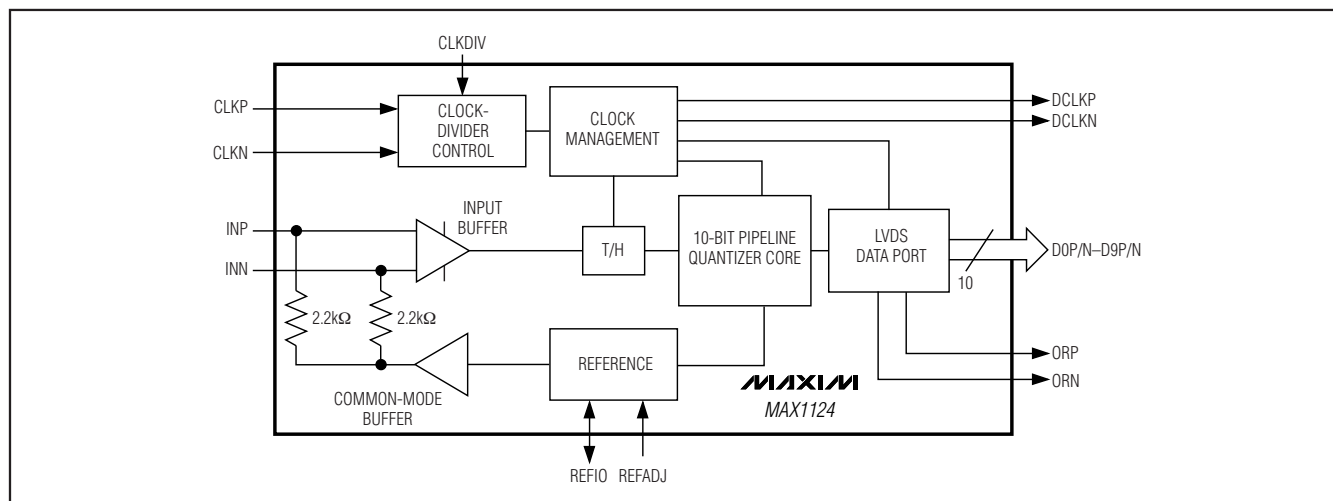 CLKDIV
CLKP
CLKN
CLOCK-
DIVIDER
CONTROL
CLOCK
MANAGEMENT
DCLKP
DCLKN
INP
INN
INPUT
BUFFER
T/H
10-BIT PIPELINE
QUANTIZER CORE
LVDS
DATA PORT
10
D0P/N–D9P/N
2.2kΩ
2.2kΩ
COMMON-MODE
BUFFER
REFERENCE
MAXIM
MAX1124
ORP
ORN
REFIO
REFADJ